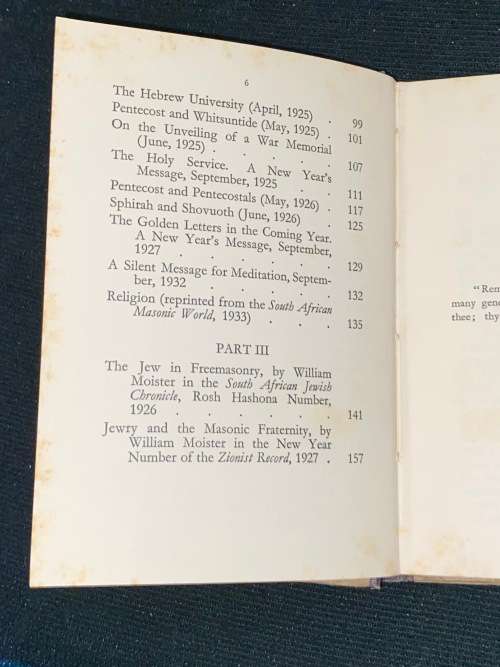 6
The Hebrew University (April, 1925) . 99
Pentecost and Whitsuntide (May, 1925) . 101
On the Unveiling of a War Memorial
(June, 1925) . . . . . 107
The Holy Service. A New Year's
Message, September, 1925 . . 111
Pentecost and Pentecostals (May, 1926) . 117
Sphirah and Shovuoth (June, 1926) . 125
The Golden Letters in the Coming Year.
A New Year's Message, September,
1927 . . . . . . 129
A Silent Message for Meditation, Septem-
ber, 1932 . . . . . 132
Religion (reprinted from the South African
Masonic World, 1933) . . . 135
PART III
The Jew in Freemasonry, by William
Moister in the South African Jewish
Chronicle, Rosh Hashona Number,
1926 . . . . . . 141
Jewry and the Masonic Fraternity, by
William Moister in the New Year
Number of the Zionist Record, 1927 . 157
"Rem
many gene
thee; thy